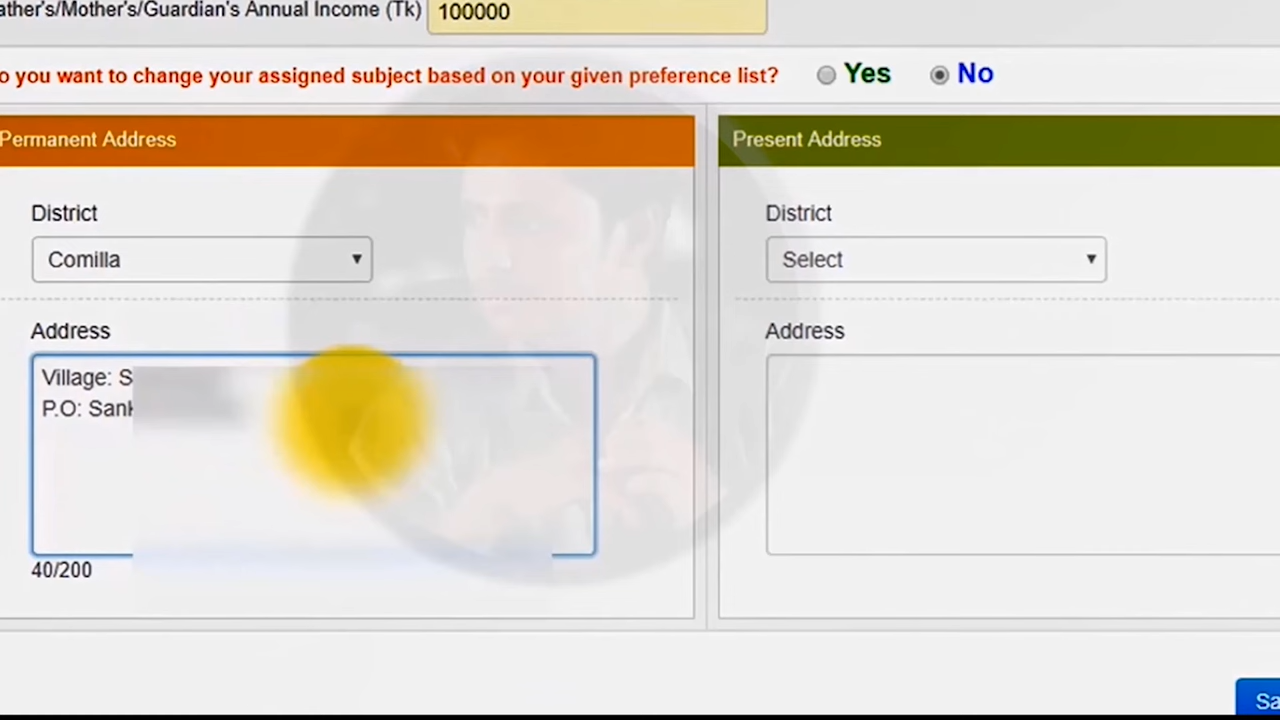 ather's/Mother's/Guardian's Annual Income (Tk) 100000
o you want to change your assigned subject based on your given preference list? Yes No
Permanent Address
Present Address
District
District
Comilla
Select
Address
Address
Village: S
P.O: Sank
40/200
Sa